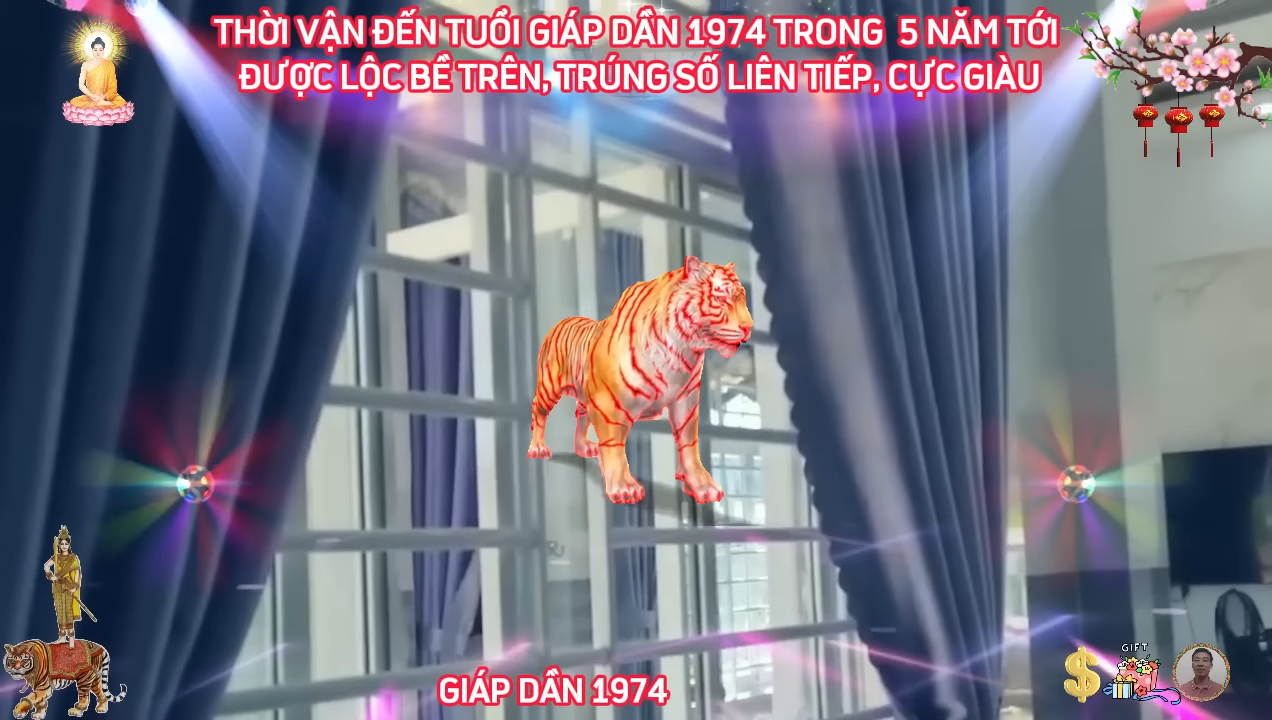 THỜI VẬN ĐẾN TUỔI GIÁP DẦN 1974 TRONG 5 NĂM TỚI
ĐƯỢC LỘC BỀ TRÊN, TRÚNG SỐ LIÊN TIẾP, CỰC GIÀU
GIFT
GIÁP DẦN 1974